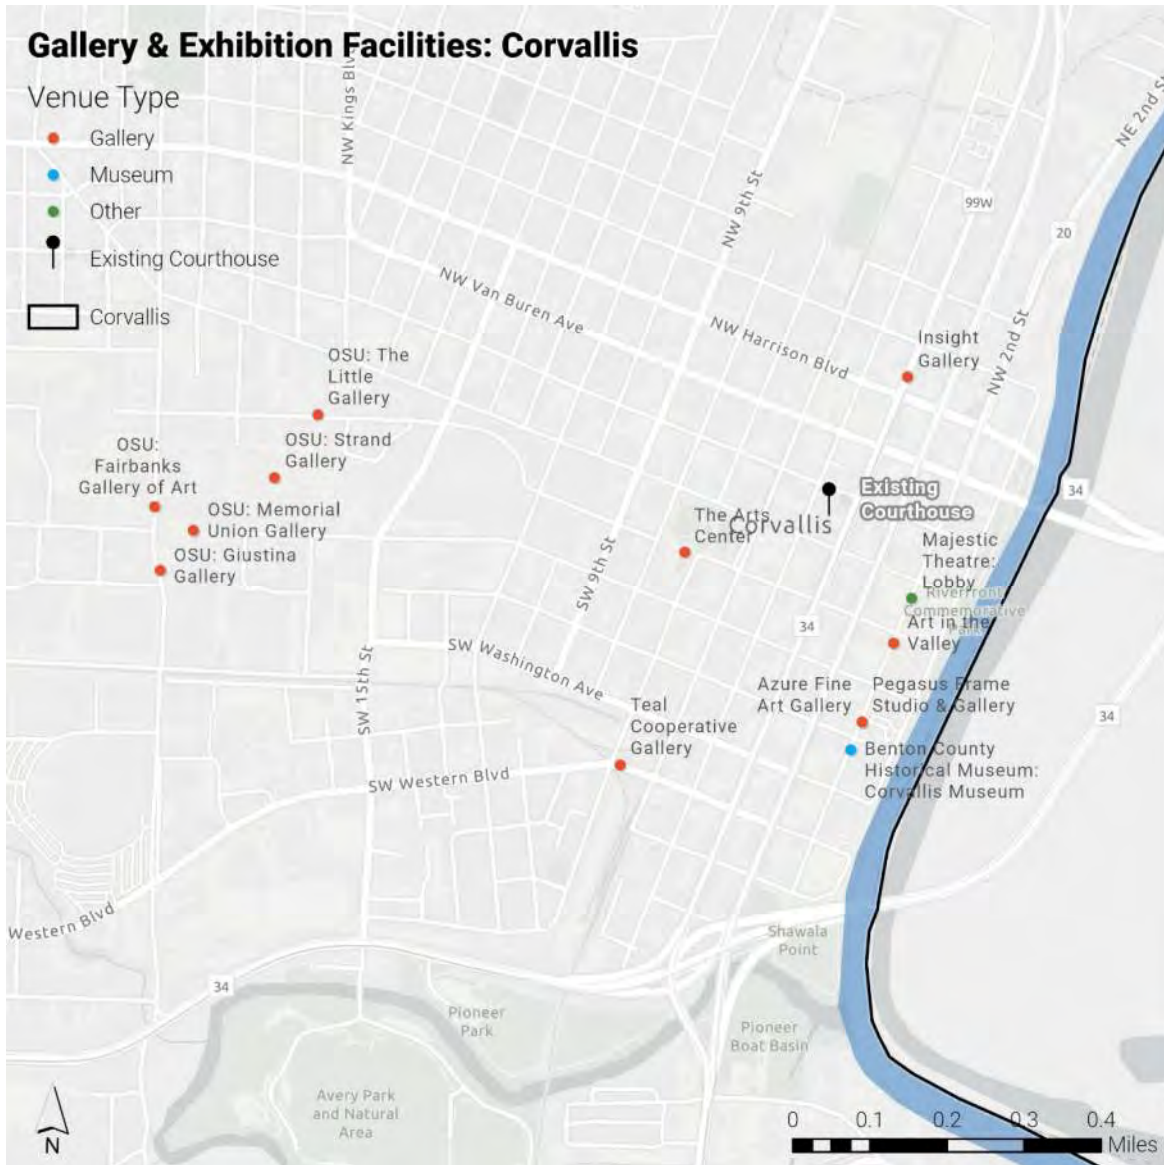 Gallery & Exhibition Facilities: Corvallis
Venue Type
Gallery
Museum
Other
Existing Courthouse
Corvallis
NW Kings Blvd
NE 2nd St
NW 9th St
99W
20
NW Van Buren Ave
NW Harrison Blvd
NW 2nd St
Insight
Gallery
OSU: The
Little
Gallery
OSU: Strand
Gallery
OSU:
Fairbanks
Gallery of Art
OSU: Memorial
Union Gallery
OSU: Giustina
Gallery
34
Existing
Courthouse
The Arts
Center
Corvallis
Majestic
Theatre:
Lobby
Riverfront
Commemorative
Park
Art in the
Valley
SW 9th St
34
SW Washington Ave
SW 15th St
Azure Fine
Art Gallery
Pegasus Frame
Studio & Gallery
34
Teal
Cooperative
Gallery
Benton County
Historical Museum:
Corvallis Museum
SW Western Blvd
Western Blvd
Shawala
Point
34
Pioneer
Park
Pioneer
Boat Basin
Avery Park
and Natural
Area
N
0 0.1 0.2 0.3 0.4
Miles